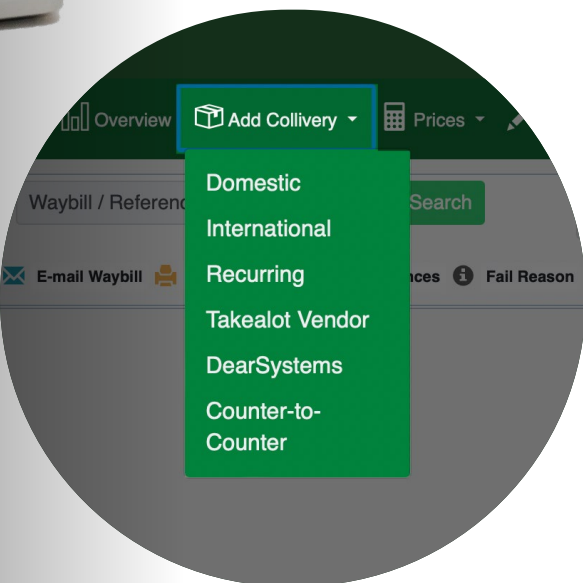 Overview Add Collivery Prices
Domestic
Waybill / Referenc Search
International
E-mail Waybill nces Fail Reason
Recurring
Takealot Vendor
DearSystems
Counter-to-
Counter